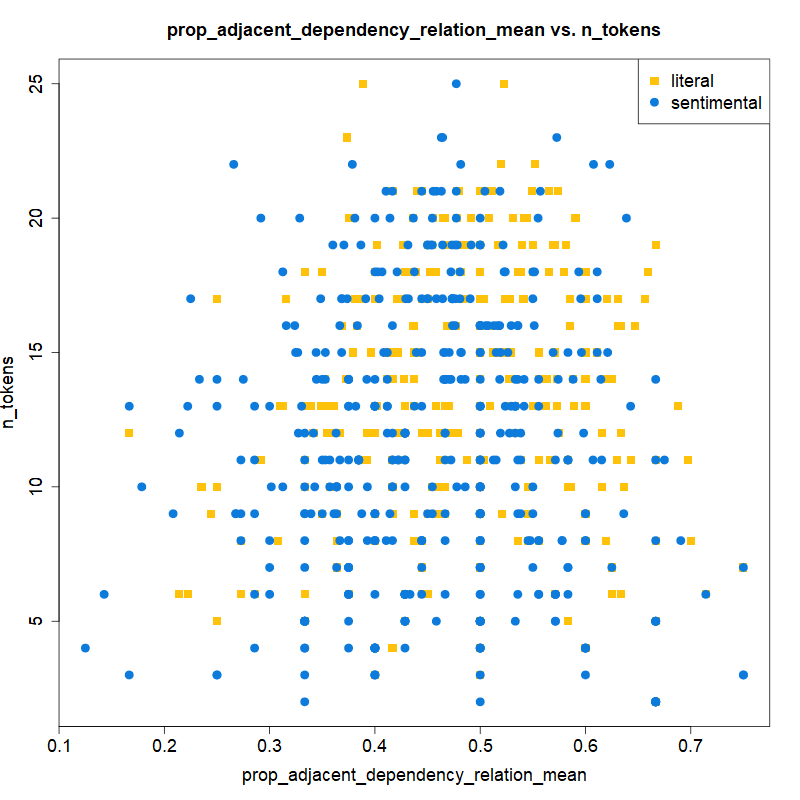 prop_adjacent_dependency_relation_mean vs. n_tokens
literal
sentimental
n_tokens
25
20
15
10
5
0.1 0.2 0.3 0.4 0.5 0.6 0.7
prop_adjacent_dependency_relation_mean